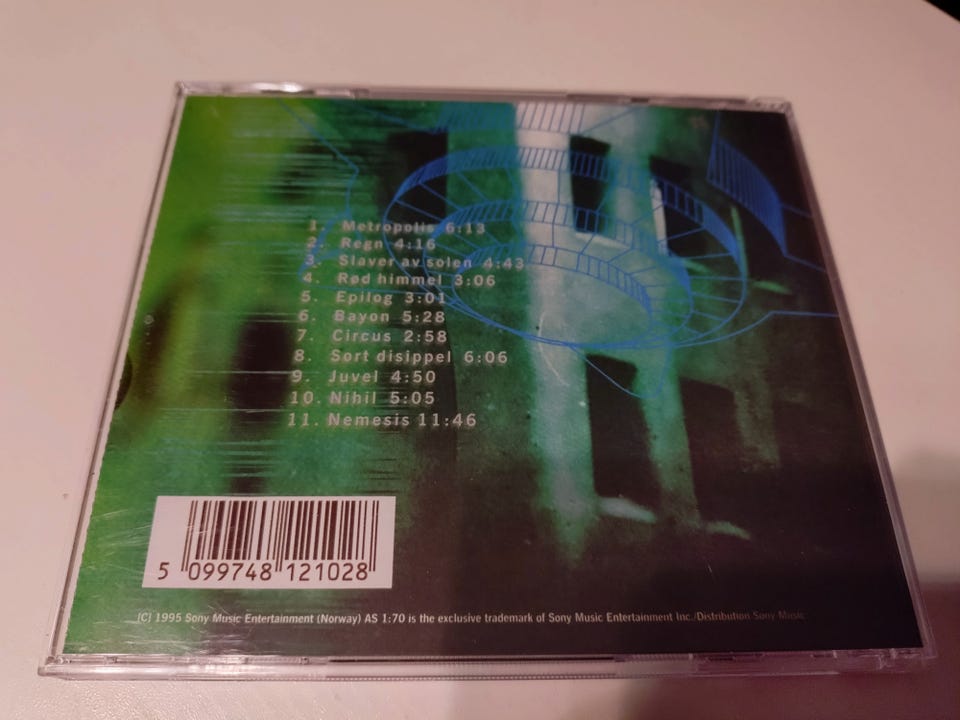 1. Metropolis 6:13
2. Regn 4:16
3. Slaver av solen 4:43
4. Rød himmel 3:06
5. Epilog 3:01
6. Bayon 5:28
7. Circus 2:58
8. Sort disippel 6:06
9. Juvel 4:50
10. Nihil 5:05
11. Nemesis 11:46
5 099748 121028
(C) 1995 Sony Music Entertainment (Norway) AS 1:70 is the exclusive trademark of Sony Music Entertainment Inc./Distribution Sony Music